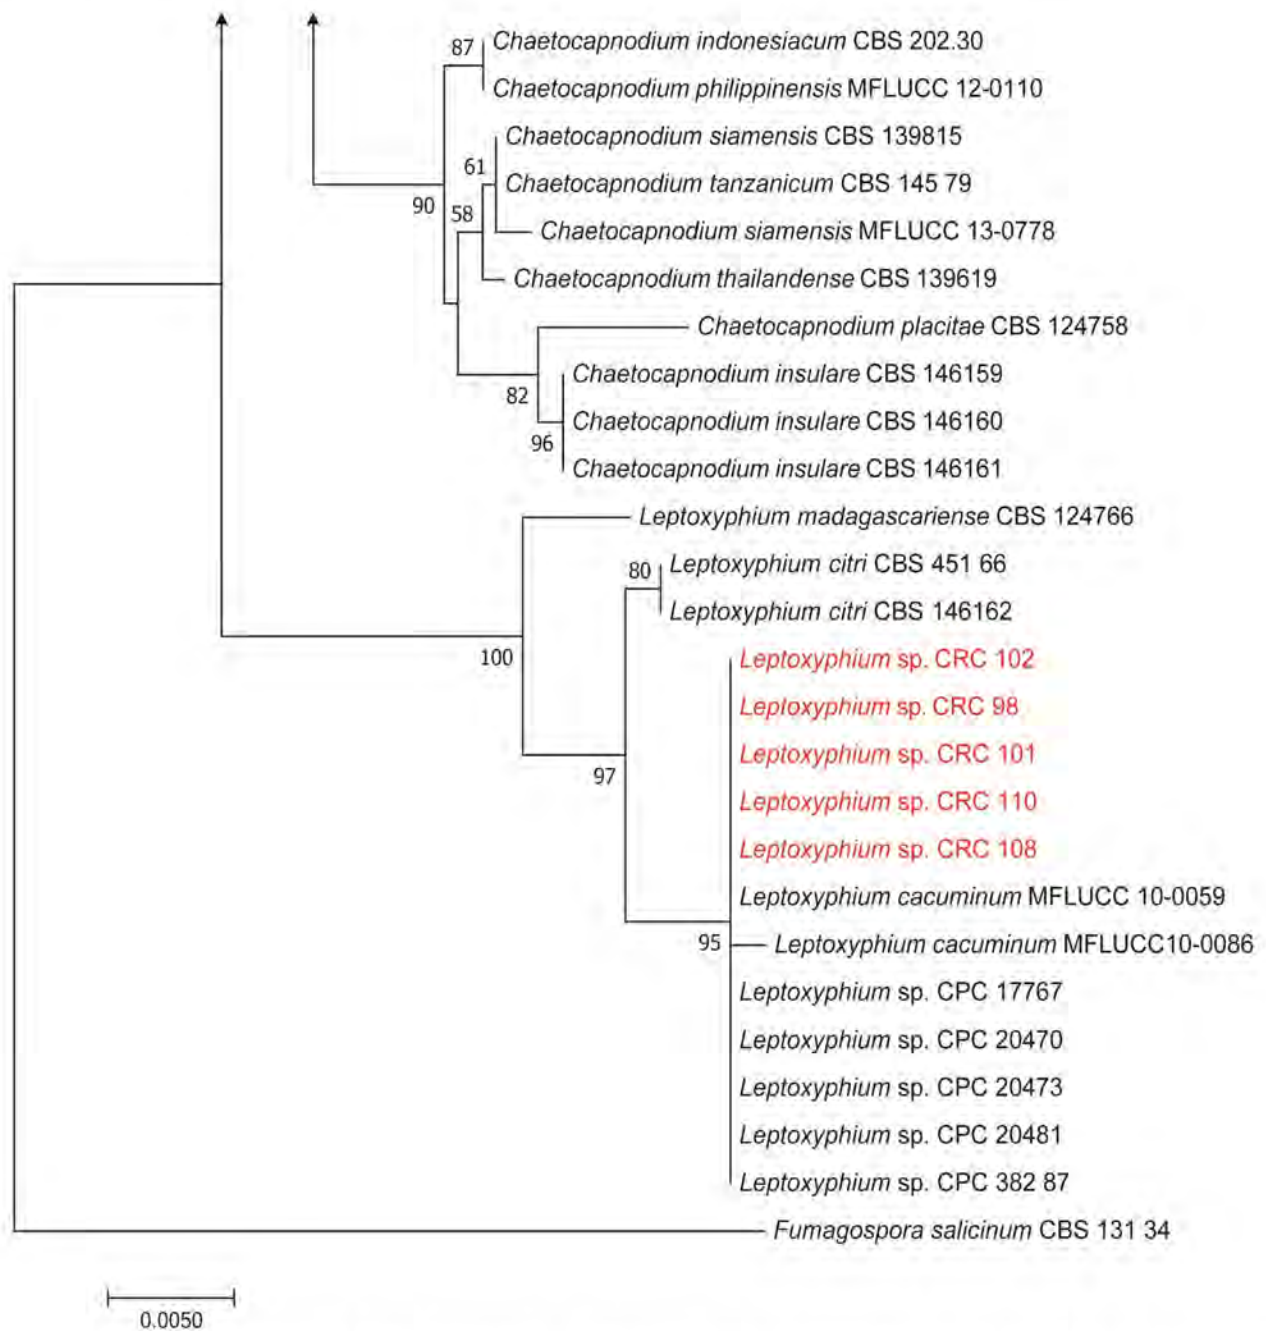 87
Chaetocapnodium indonesiacum CBS 202.30
Chaetocapnodium philippinensis MFLUCC 12-0110
Chaetocapnodium siamensis CBS 139815
61
Chaetocapnodium tanzanicum CBS 145 79
90
58
Chaetocapnodium siamensis MFLUCC 13-0778
Chaetocapnodium thailandense CBS 139619
Chaetocapnodium placitae CBS 124758
Chaetocapnodium insulare CBS 146159
82
Chaetocapnodium insulare CBS 146160
96
Chaetocapnodium insulare CBS 146161
Leptoxyphium madagascariense CBS 124766
80
Leptoxyphium citri CBS 451 66
Leptoxyphium citri CBS 146162
100
Leptoxyphium sp. CRC 102
Leptoxyphium sp. CRC 98
Leptoxyphium sp. CRC 101
97
Leptoxyphium sp. CRC 110
Leptoxyphium sp. CRC 108
Leptoxyphium cacuminum MFLUCC 10-0059
95
Leptoxyphium cacuminum MFLUCC10-0086
Leptoxyphium sp. CPC 17767
Leptoxyphium sp. CPC 20470
Leptoxyphium sp. CPC 20473
Leptoxyphium sp. CPC 20481
Leptoxyphium sp. CPC 382 87
Fumagospora salicinum CBS 131 34
0.0050